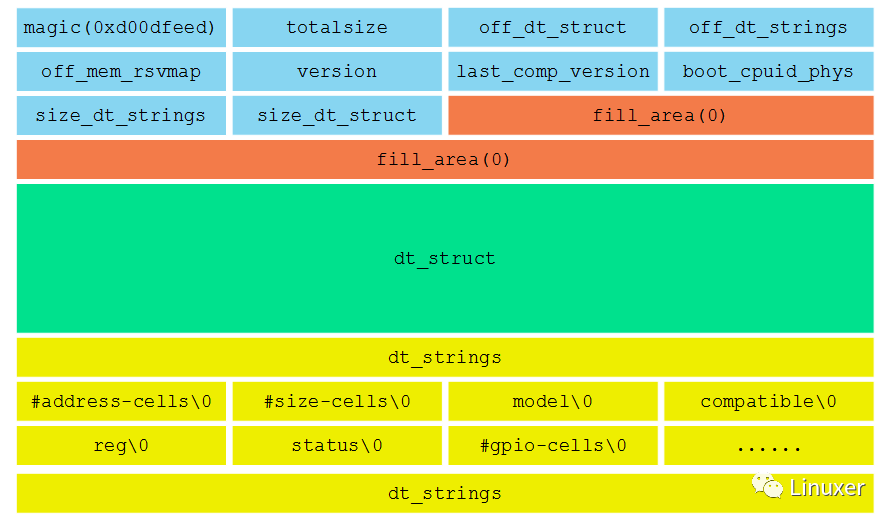 magic(0xd00dfeed) totalsize off_dt_struct off_dt_strings
off_mem_rsvmap version last_comp_version boot_cpuid_phys
size_dt_strings size_dt_struct fill_area(0)
fill_area(0)
dt_struct
dt_strings
#address-cells\0 #size-cells\0 model\0 compatible\0
reg\0 status\0 #gpio-cells\0 ......
dt_strings
Linuxer